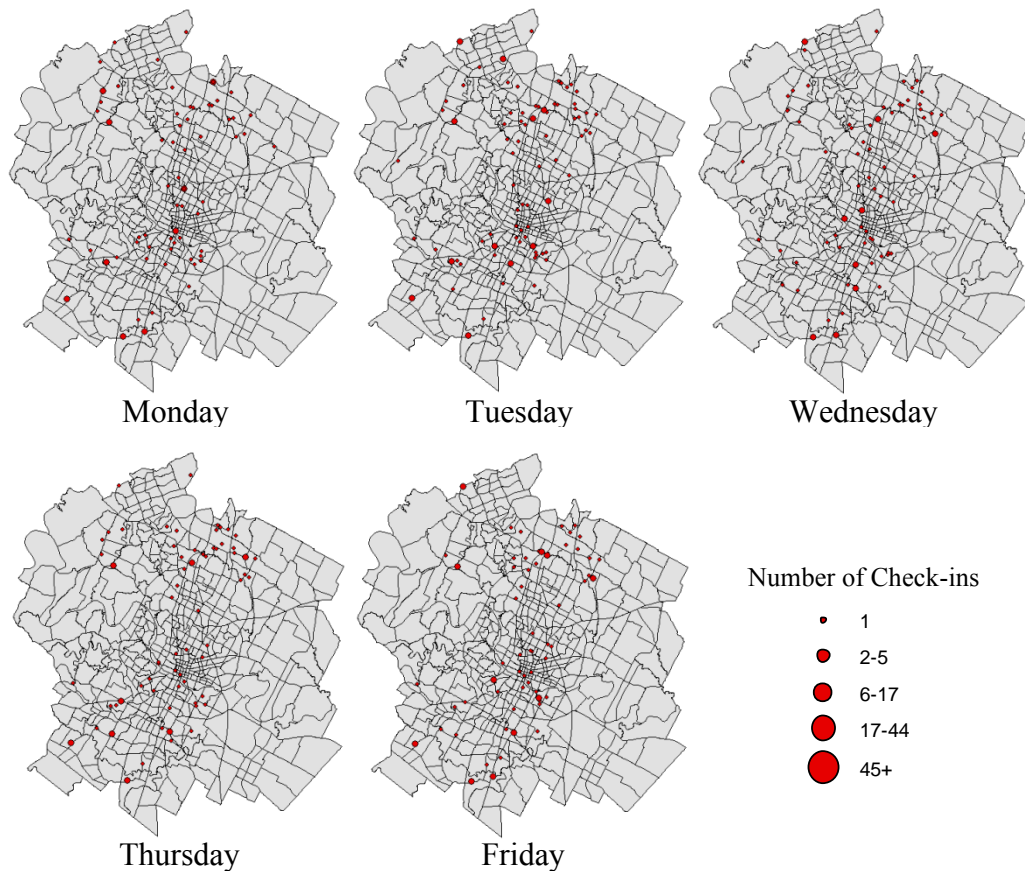 Monday
Tuesday
Wednesday
Thursday
Friday
Number of Check-ins
1
2-5
6-17
17-44
45+